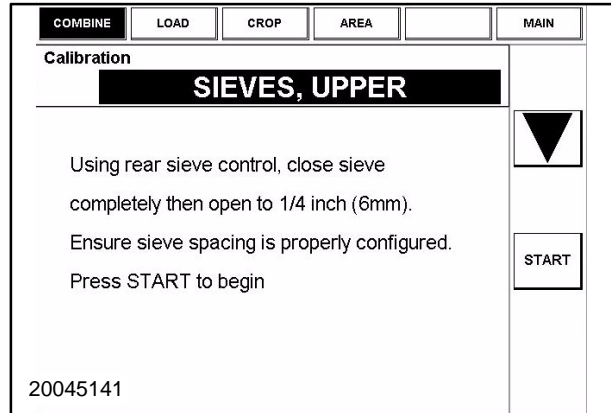 COMBINE LOAD CROP AREA MAIN
Calibration
SIEVES, UPPER
Using rear sieve control, close sieve
completely then open to 1/4 inch (6mm).
Ensure sieve spacing is properly configured.
Press START to begin
START
20045141